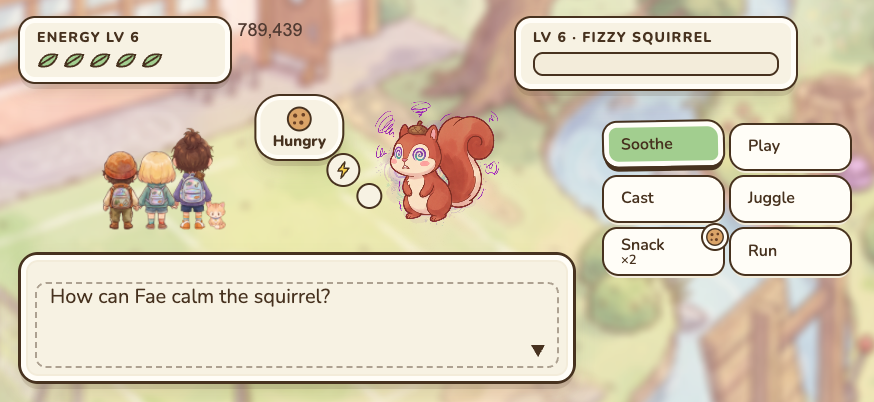 ENERGY LV 6
789,439
LV 6 · FIZZY SQUIRREL
Hungry
Soothe
Play
Cast
Juggle
Snack
×2
Run
How can Fae calm the squirrel?